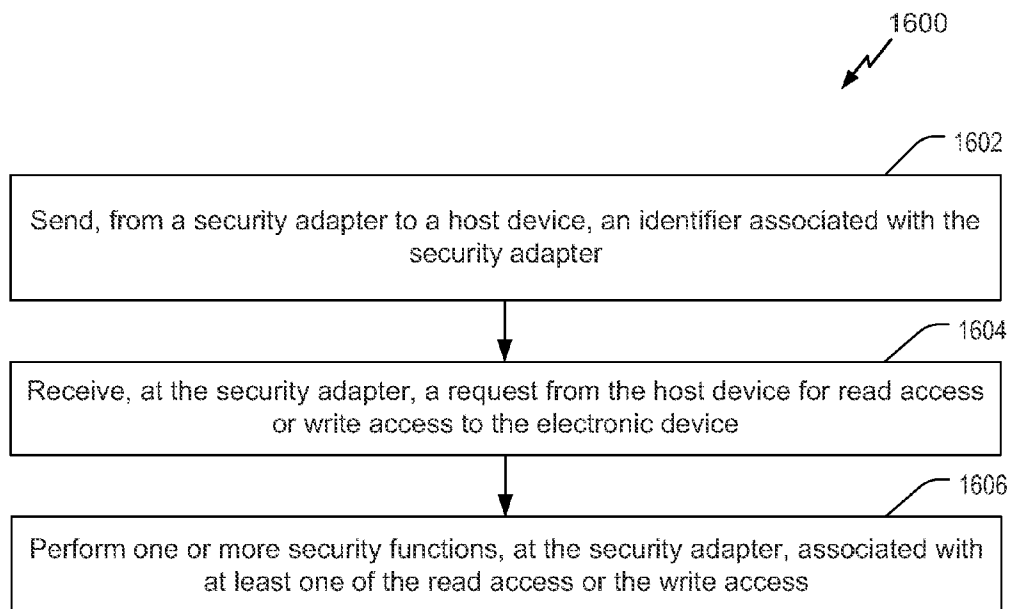 1600
1602
Send, from a security adapter to a host device, an identifier associated with the
security adapter
1604
Receive, at the security adapter, a request from the host device for read access
or write access to the electronic device
1606
Perform one or more security functions, at the security adapter, associated with
at least one of the read access or the write access